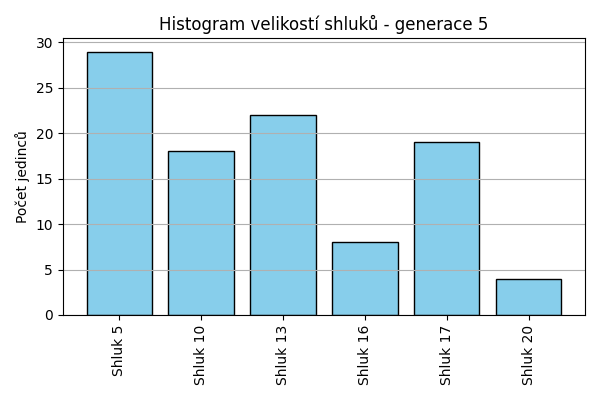 Histogram velikostí shluků - generace 5
Počet jedinců
30
25
20
15
10
5
0
Shluk 5
Shluk 10
Shluk 13
Shluk 16
Shluk 17
Shluk 20